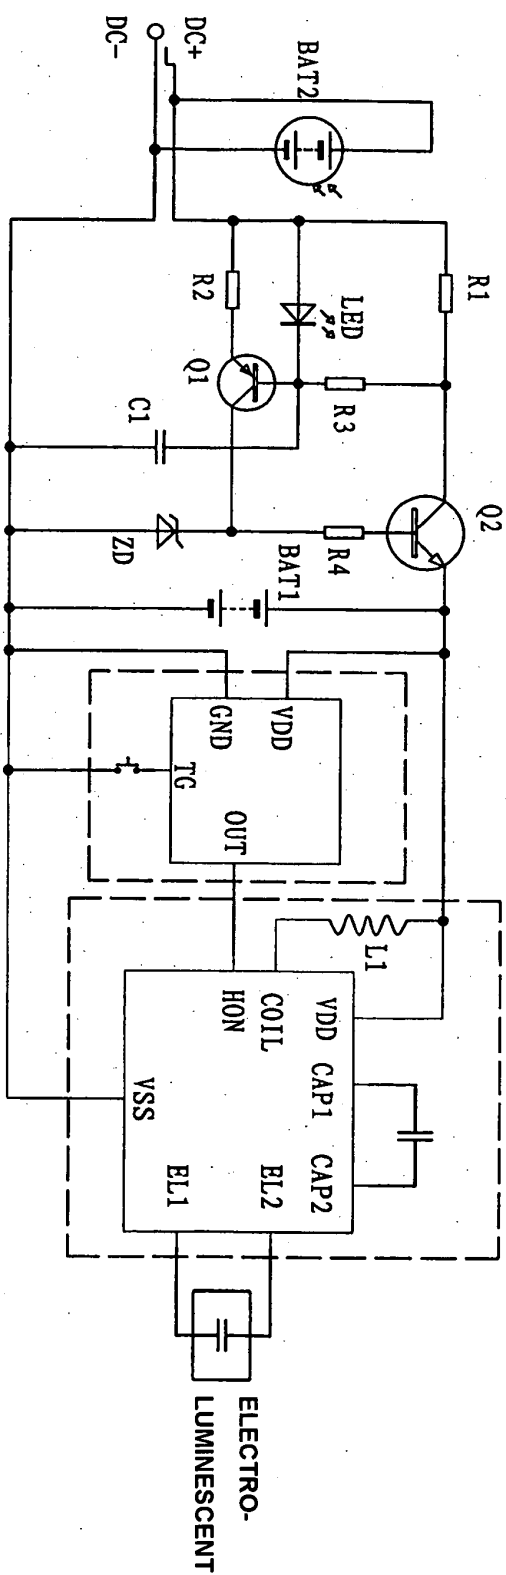 DC+
DC-
BAT2
R1
R2
LED
R3
Q1
C1
Q2
R4
ZD
BAT1
VDD
GND
TG
OUT
L1
VDD
COIL
HON
CAP1
CAP2
VSS
EL2
EL1
ELECTRO-
LUMINESCENT